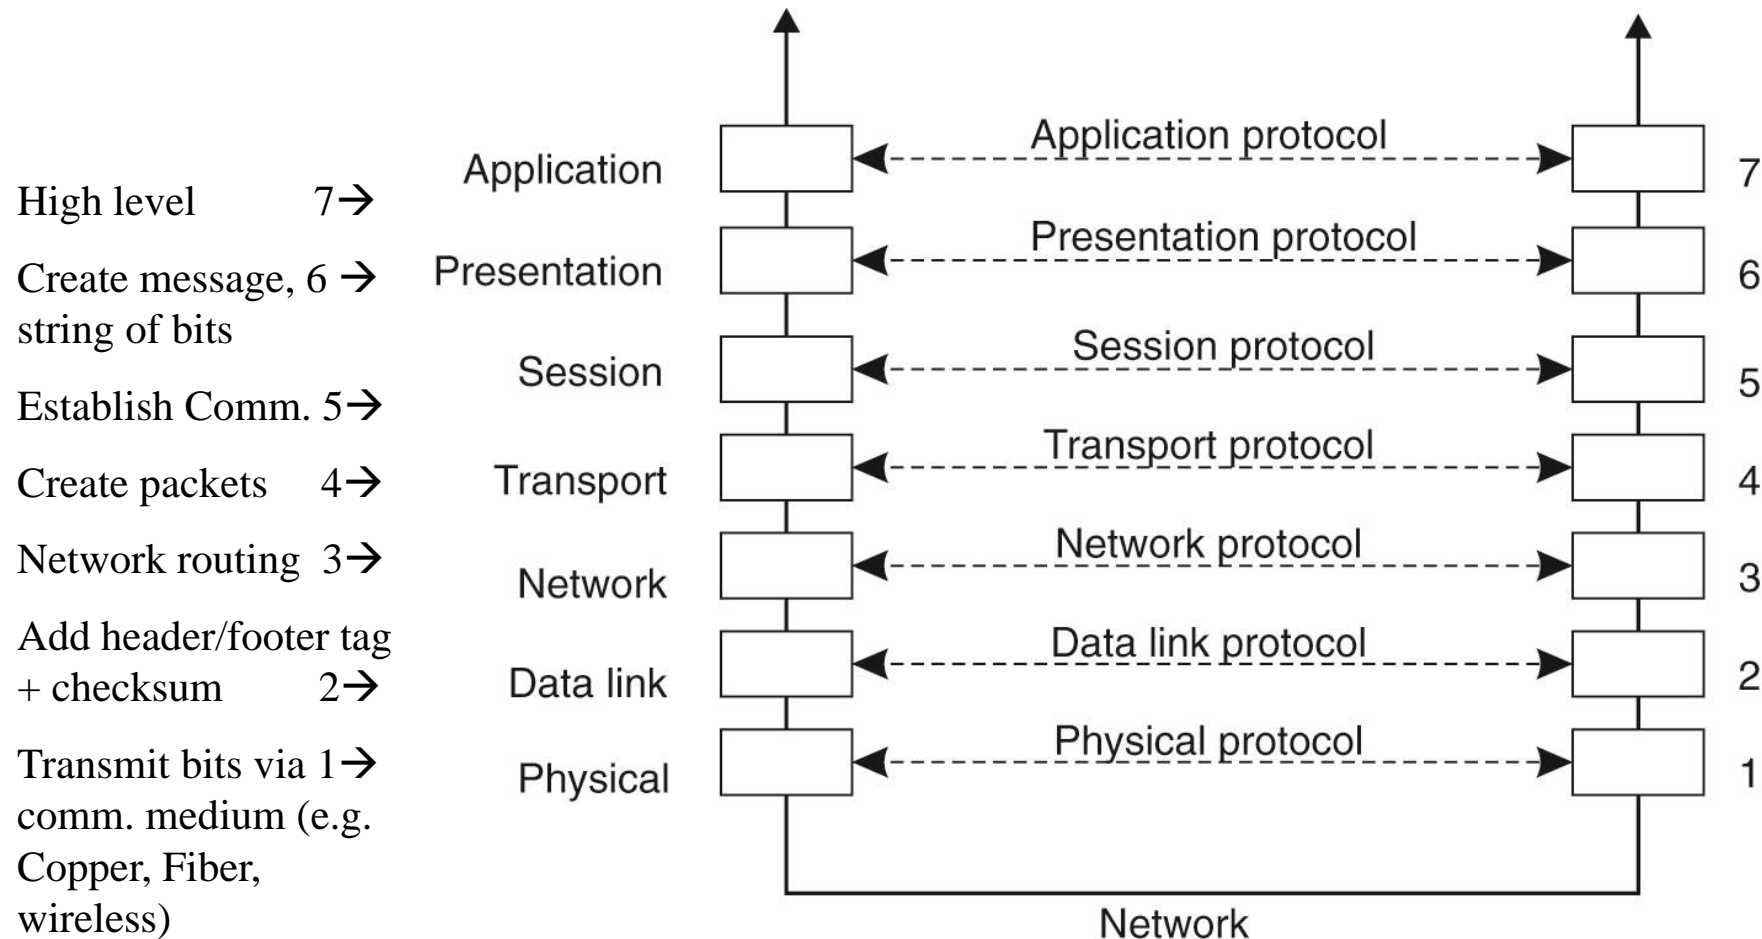 High level 7→
Create message, 6 →
string of bits
Establish Comm. 5→
Create packets 4→
Network routing 3→
Add header/footer tag
+ checksum 2→
Transmit bits via 1→
comm. medium (e.g.
Copper, Fiber,
wireless)
Application
Presentation
Session
Transport
Network
Data link
Physical
Application protocol
Presentation protocol
Session protocol
Transport protocol
Network protocol
Data link protocol
Physical protocol
Network
7
6
5
4
3
2
1